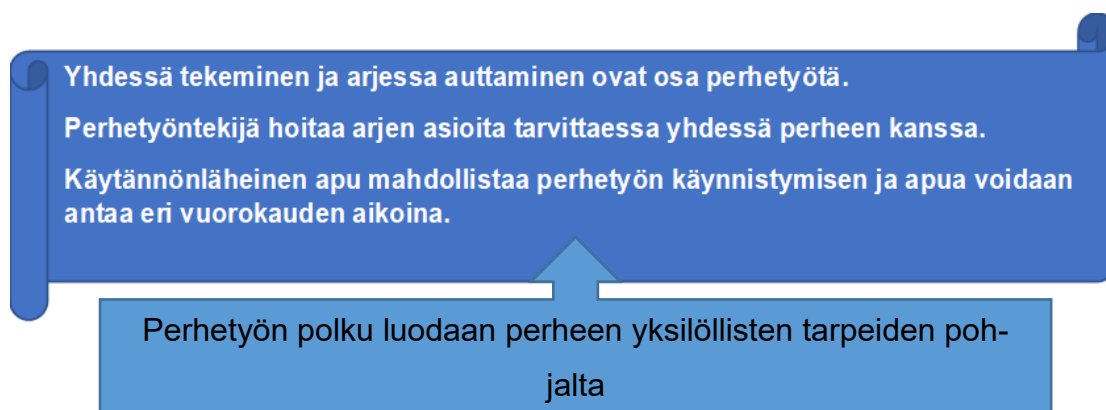 Yhdessä tekeminen ja arjessa auttaminen ovat osa perhetyötä.
Perhetyöntekijä hoitaa arjen asioita tarvittaessa yhdessä perheen kanssa.
Käytännönläheinen apu mahdollistaa perhetyön käynnistymisen ja apua voidaan
antaa eri vuorokauden aikoina.
Perhetyön polku luodaan perheen yksilöllisten tarpeiden poh-
jalta